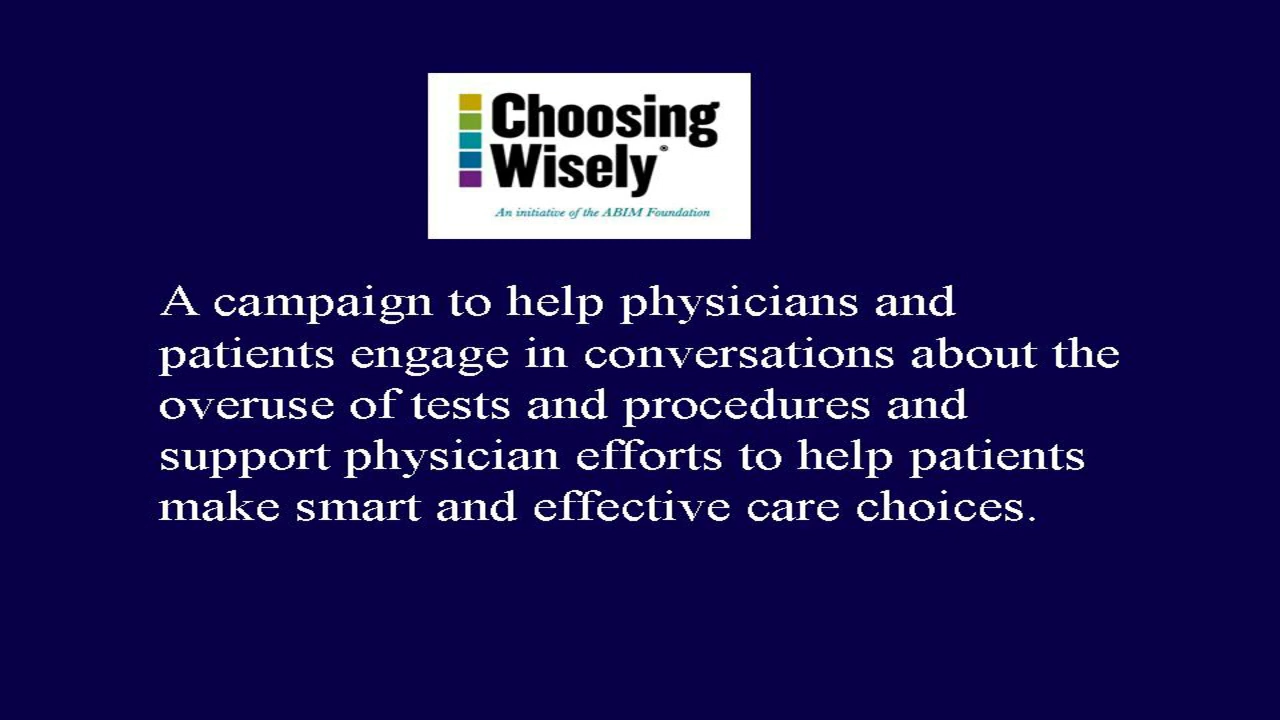 Choosing
Wisely®
An initiative of the ABIM Foundation
A campaign to help physicians and
patients engage in conversations about the
overuse of tests and procedures and
support physician efforts to help patients
make smart and effective care choices.